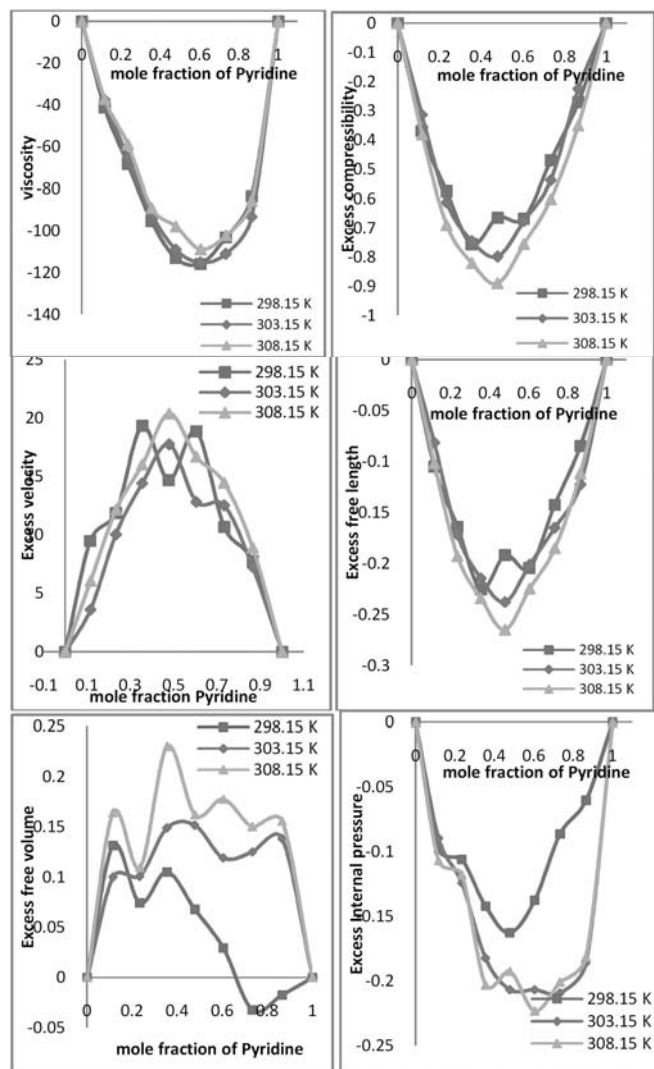 0
-20
-40
-60
-80
-100
-120
-140
0 0.2 0.4 0.6 0.8 1
mole fraction of Pyridine
viscosity
298.15 K
303.15 K
308.15 K
0
-0.1
-0.2
-0.3
-0.4
-0.5
-0.6
-0.7
-0.8
-0.9
-1
0 0.2 0.4 0.6 0.8 1
mole fraction of Pyridine
Excess compressibility
298.15 K
303.15 K
308.15 K
25
20
15
10
5
0
-0.1 0.1 0.3 0.5 0.7 0.9 1.1
mole fraction Pyridine
Excess velocity
298.15 K
303.15 K
308.15 K
0
-0.05
-0.1
-0.15
-0.2
-0.25
-0.3
0 0.2 0.4 0.6 0.8 1
mole fraction of Pyridine
Excess free length
298.15 K
303.15 K
308.15 K
0.25
0.2
0.15
0.1
0.05
0
-0.05
0 0.2 0.4 0.6 0.8 1
mole fraction of Pyridine
Excess free volume
298.15 K
303.15 K
308.15 K
0
-0.05
-0.1
-0.15
-0.2
-0.25
0 0.2 0.4 0.6 0.8 1
mole fraction of Pyridine
Excess Internal pressure
298.15 K
303.15 K
308.15 K